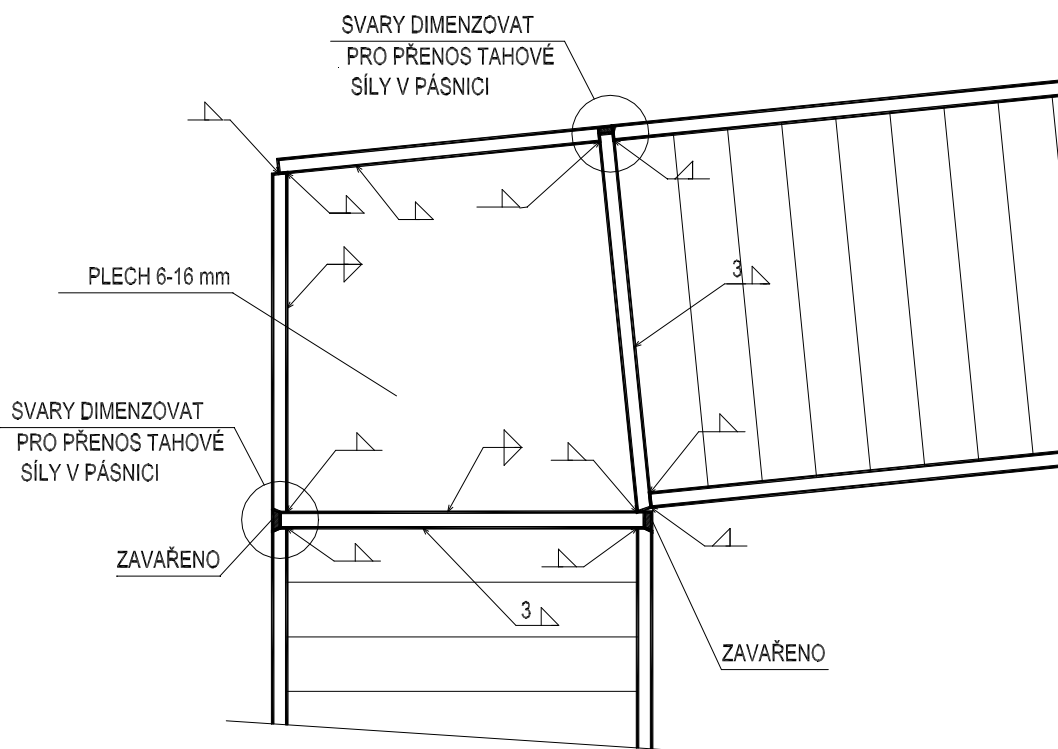 SVARY DIMENZOVAT
PRO PŘENOS TAHOVÉ
SÍLY V PÁSNICI
PLECH 6-16 mm
3
SVARY DIMENZOVAT
PRO PŘENOS TAHOVÉ
SÍLY V PÁSNICI
ZAVAŘENO
3
ZAVAŘENO